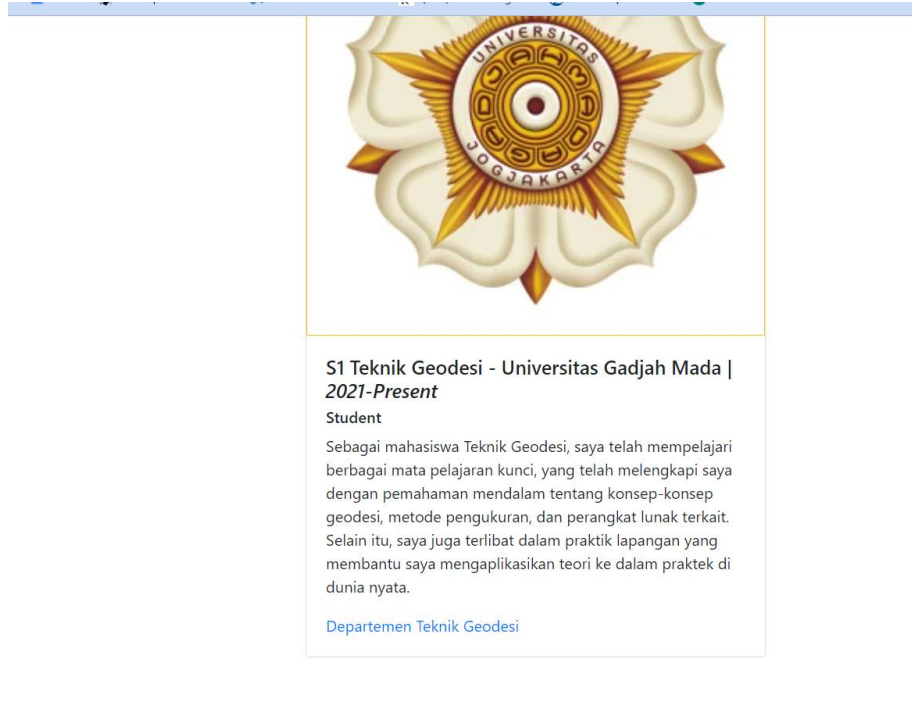 UNIVERSITAS
GADJAH MADA
JOGJAKARTA
S1 Teknik Geodesi - Universitas Gadjah Mada |
2021-Present
Student
Sebagai mahasiswa Teknik Geodesi, saya telah mempelajari
berbagai mata pelajaran kunci, yang telah melengkapi saya
dengan pemahaman mendalam tentang konsep-konsep
geodesi, metode pengukuran, dan perangkat lunak terkait.
Selain itu, saya juga terlibat dalam praktik lapangan yang
membantu saya mengaplikasikan teori ke dalam praktek di
dunia nyata.
Departemen Teknik Geodesi